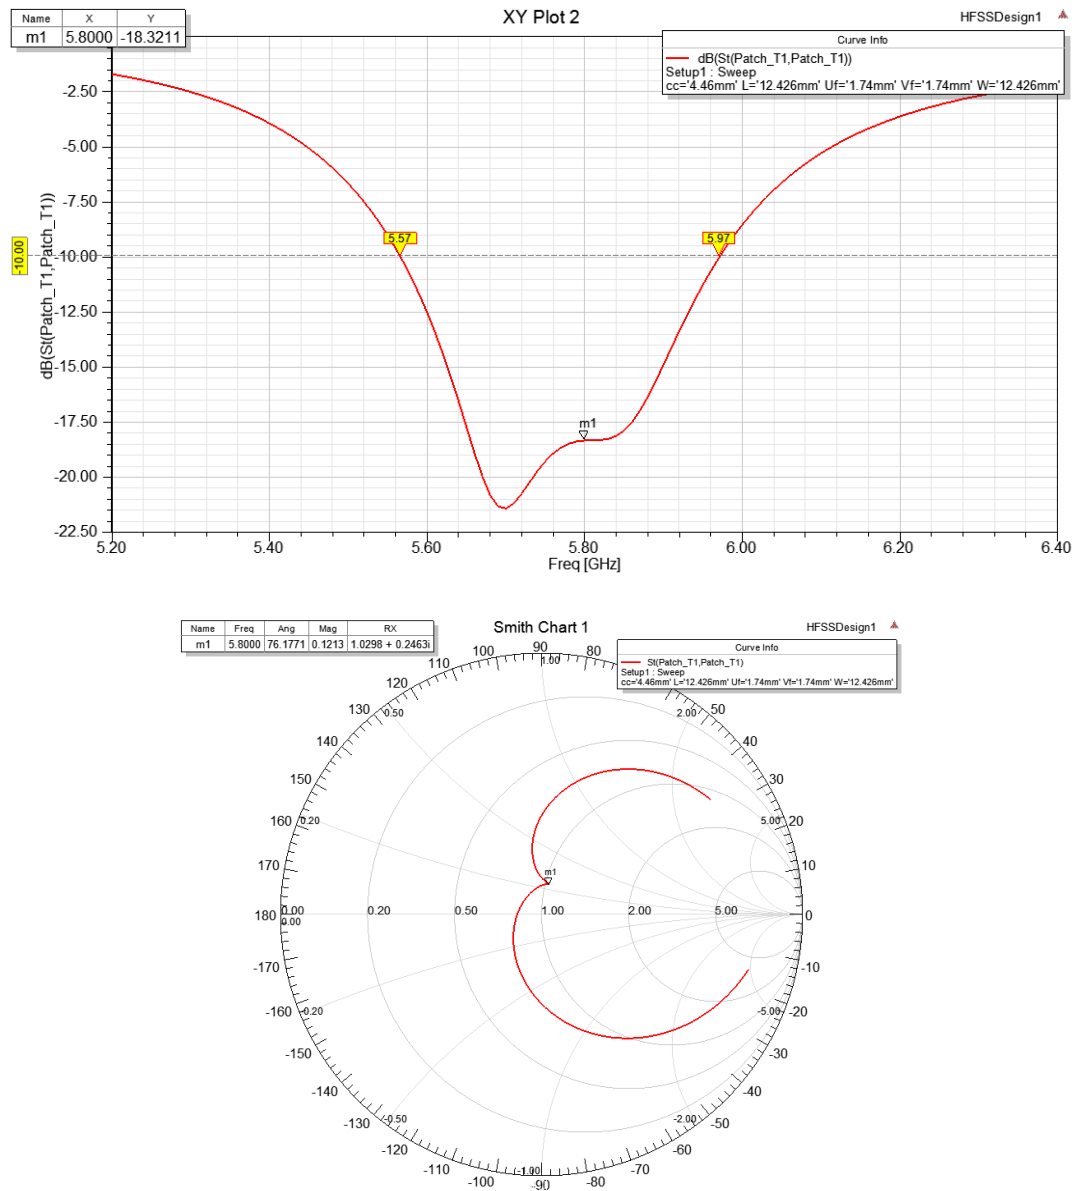 XY Plot 2
HFSSDesign1
Name X Y
m1 5.8000 -18.3211
Curve Info
dB(St(Patch_T1,Patch_T1))
Setup1 : Sweep
cc='4.46mm' L='12.426mm' Uf='1.74mm' Vf='1.74mm' W='12.426mm'
-2.50
-5.00
-7.50
-10.00
-12.50
-15.00
-17.50
-20.00
-22.50
dB(St(Patch_T1,Patch_T1))
-10.00
5.57
5.97
m1
5.20 5.40 5.60 5.80 6.00 6.20 6.40
Freq [GHz]
Smith Chart 1
HFSSDesign1
Name Freq Ang Mag RX
m1 5.8000 76.1771 0.1213 1.0298 + 0.2463i
Curve Info
St(Patch_T1,Patch_T1)
Setup1 : Sweep
cc='4.46mm' L='12.426mm' Uf='1.74mm' Vf='1.74mm' W='12.426mm'
90
100 80
110
120
130 50
140 40
150 30
160 20
170 10
180 0
-170 -10
-160 -20
-150 -30
-140 -40
-130 -50
-120 -60
-110 -70
-100 -80
-90
1.00
0.50 2.00
0.20 5.00
m1
0.00 0.20 0.50 1.00 2.00 5.00
0.00
-0.20 -5.00
-0.50 -2.00
-1.00